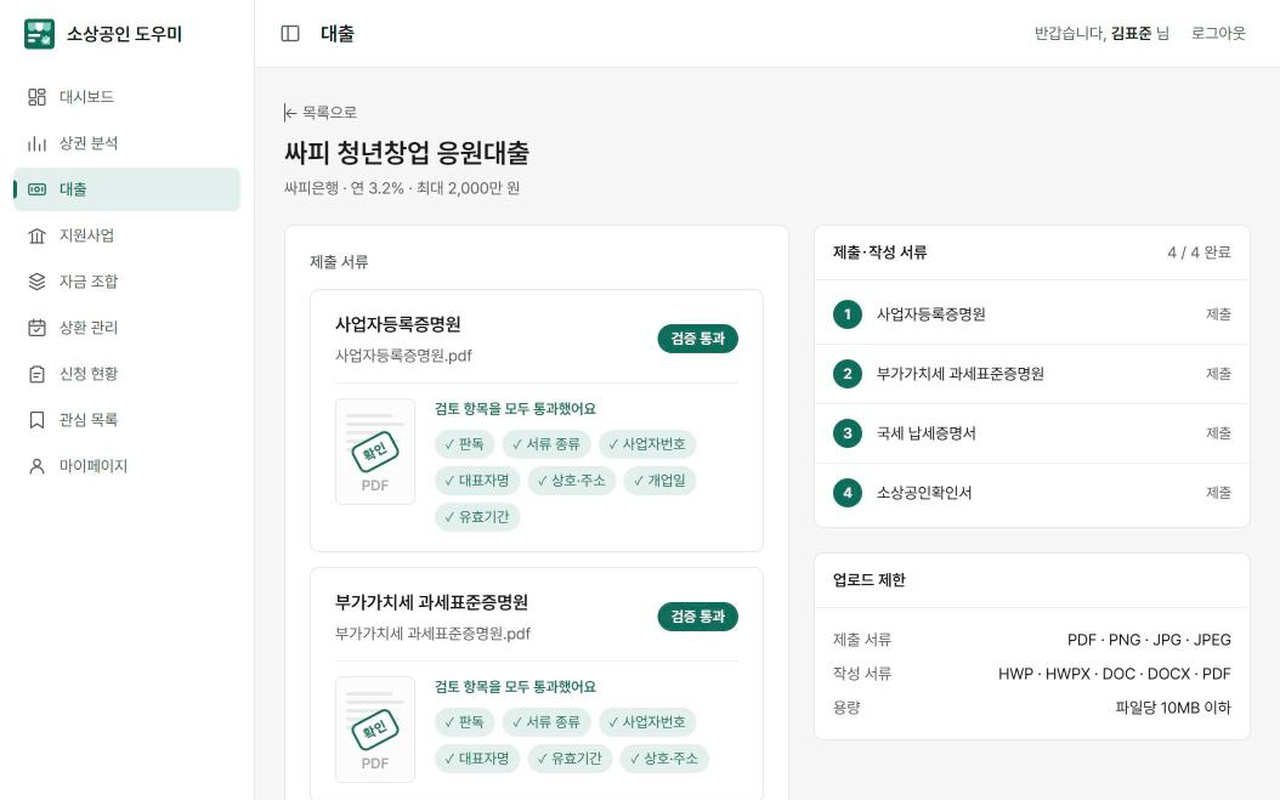 소상공인 도우미
대시보드
상권 분석
대출
지원사업
자금 조합
상환 관리
신청 현황
관심 목록
마이페이지
대출
반갑습니다, 김표준 님
로그아웃
← 목록으로
싸피 청년창업 응원대출
싸피은행 · 연 3.2% · 최대 2,000만 원
제출 서류
사업자등록증명원
사업자등록증명원.pdf
검증 통과
확인
PDF
검토 항목을 모두 통과했어요
✓ 판독 ✓ 서류 종류 ✓ 사업자번호
✓ 대표자명 ✓ 상호·주소 ✓ 개업일
✓ 유효기간
부가가치세 과세표준증명원
부가가치세 과세표준증명원.pdf
검증 통과
확인
PDF
검토 항목을 모두 통과했어요
✓ 판독 ✓ 서류 종류 ✓ 사업자번호
✓ 대표자명 ✓ 유효기간 ✓ 상호·주소
제출·작성 서류 4 / 4 완료
1 사업자등록증명원 제출
2 부가가치세 과세표준증명원 제출
3 국세 납세증명서 제출
4 소상공인확인서 제출
업로드 제한
제출 서류 PDF · PNG · JPG · JPEG
작성 서류 HWP · HWPX · DOC · DOCX · PDF
용량 파일당 10MB 이하